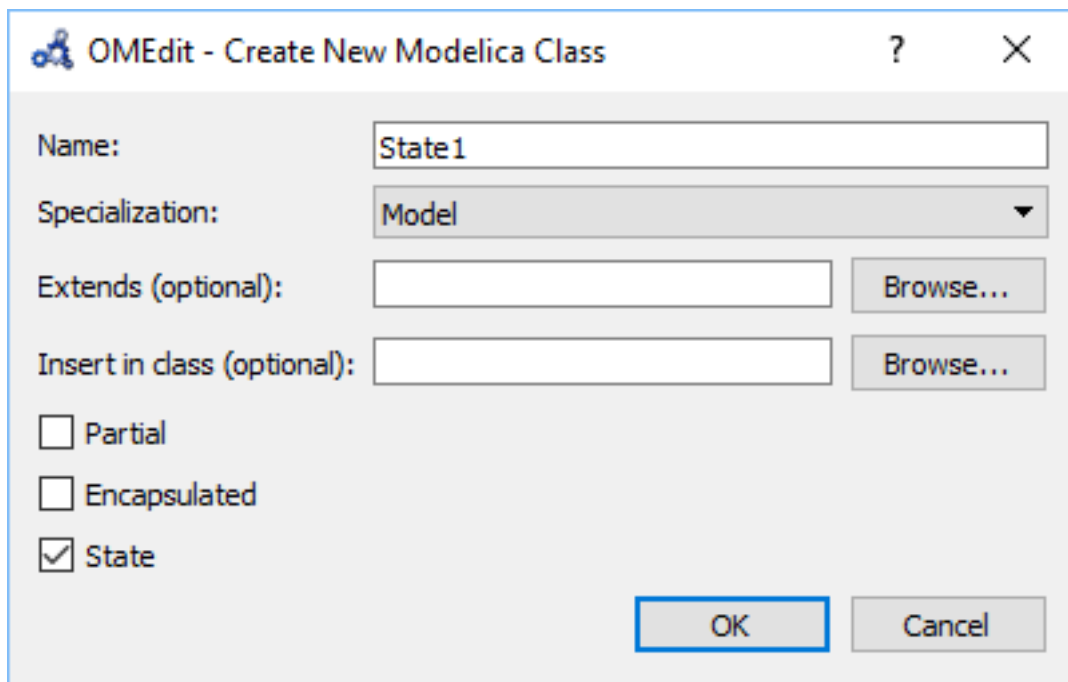 OMEdit - Create New Modelica Class ?
Name: State1
Specialization: Model
Extends (optional): Browse...
Insert in class (optional): Browse...
Partial
Encapsulated
State
OK Cancel